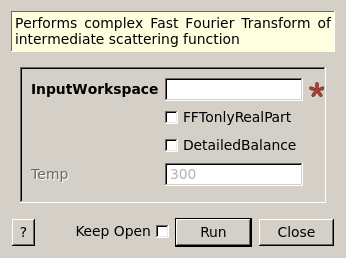 Performs complex Fast Fourier Transform of
intermediate scattering function
InputWorkspace *
FFTonlyRealPart
DetailedBalance
Temp 300
? Keep Open Run Close